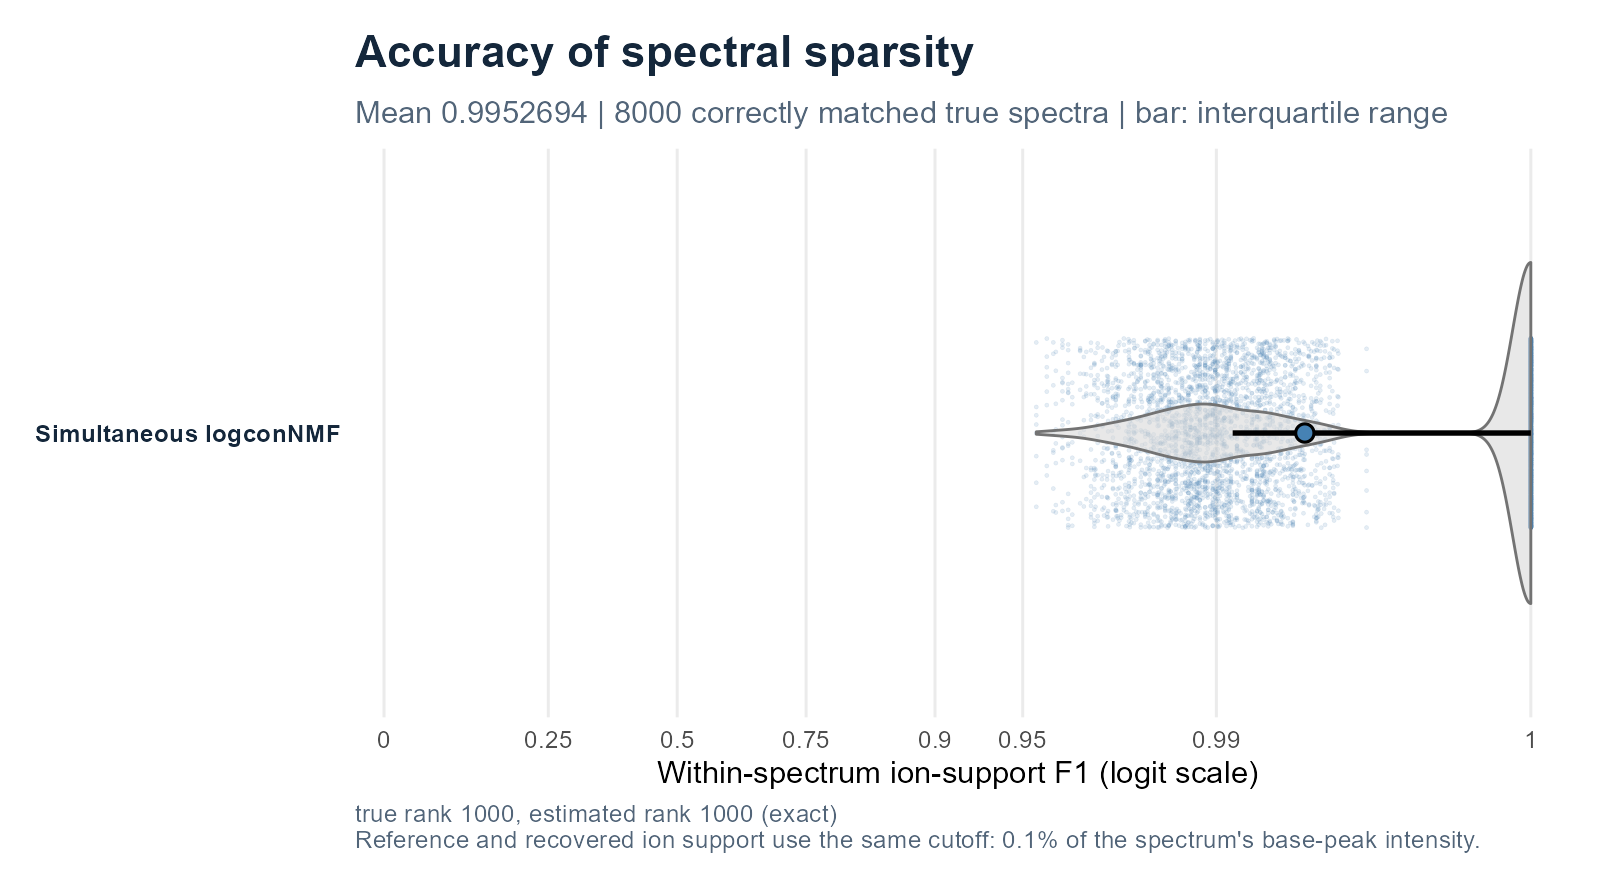 Accuracy of spectral sparsity
Mean 0.9952694 | 8000 correctly matched true spectra | bar: interquartile range
Simultaneous logconNMF
0 0.25 0.5 0.75 0.9 0.95 0.99 1
Within-spectrum ion-support F1 (logit scale)
true rank 1000, estimated rank 1000 (exact)
Reference and recovered ion support use the same cutoff: 0.1% of the spectrum's base-peak intensity.